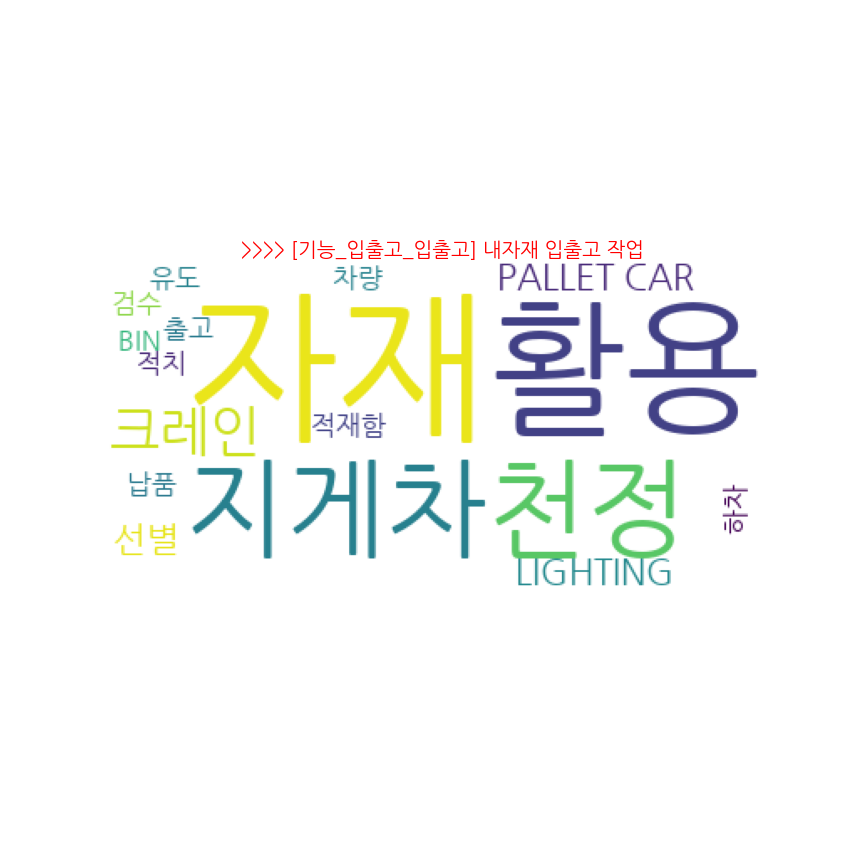 >>>> [기능_입출고_입출고] 내자재 입출고 작업
유도
차량
PALLET CAR
검수
자재
활용
BIN
출고
적치
크레인
적재함
납품
지게차
천정
하차
선별
LIGHTING